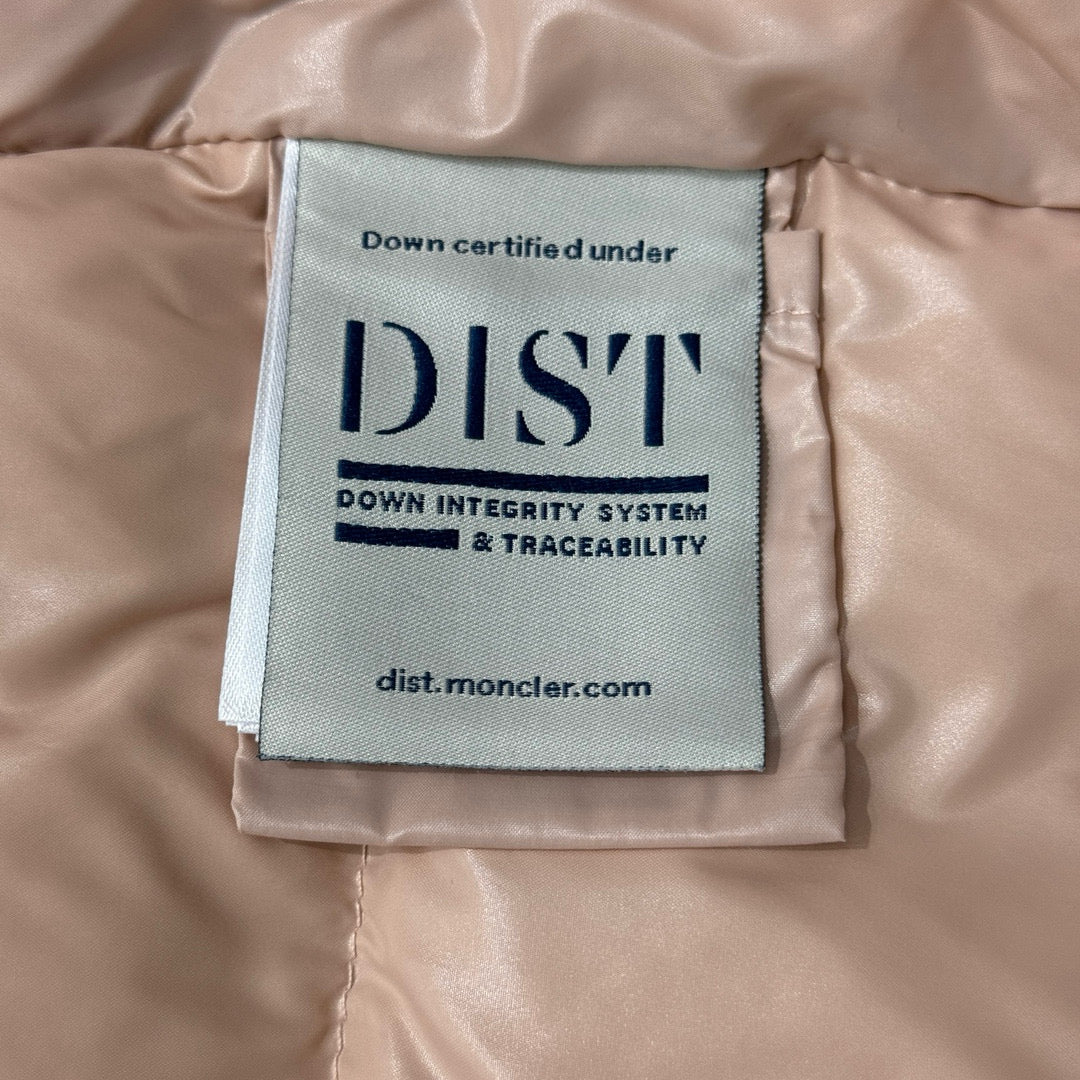 Down certified under
DIST
DOWN INTEGRITY SYSTEM
& TRACEABILITY
dist.moncler.com